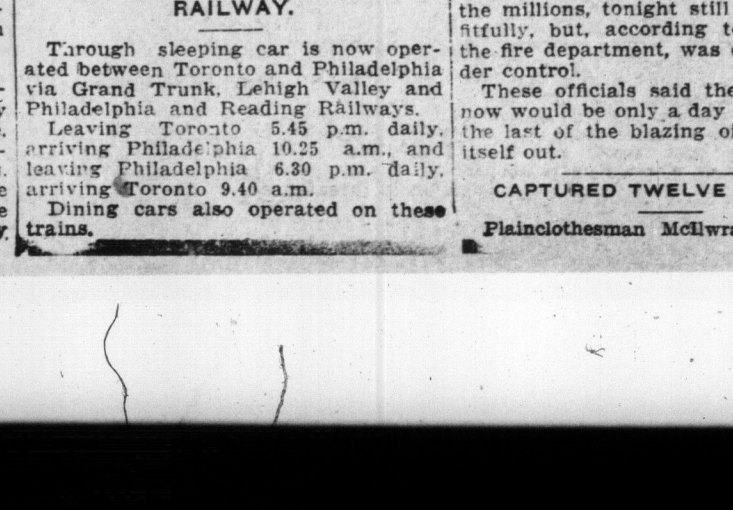 RAILWAY.
Through sleeping car is now oper-
ated between Toronto and Philadelphia
via Grand Trunk, Lehigh Valley and
Philadelphia and Reading Railways.
Leaving Toronto 5.45 p.m. daily,
arriving Philadelphia 10.25 a.m., and
leaving Philadelphia 6.30 p.m. daily,
arriving Toronto 9.40 a.m.
Dining cars also operated on these
trains.
the millions, tonight still
fitfully, but, according
the fire department, was
der control.
These officials said the
now would be only a day
the last of the blazing
itself out.
CAPTURED TWELVE
Plainclothesman